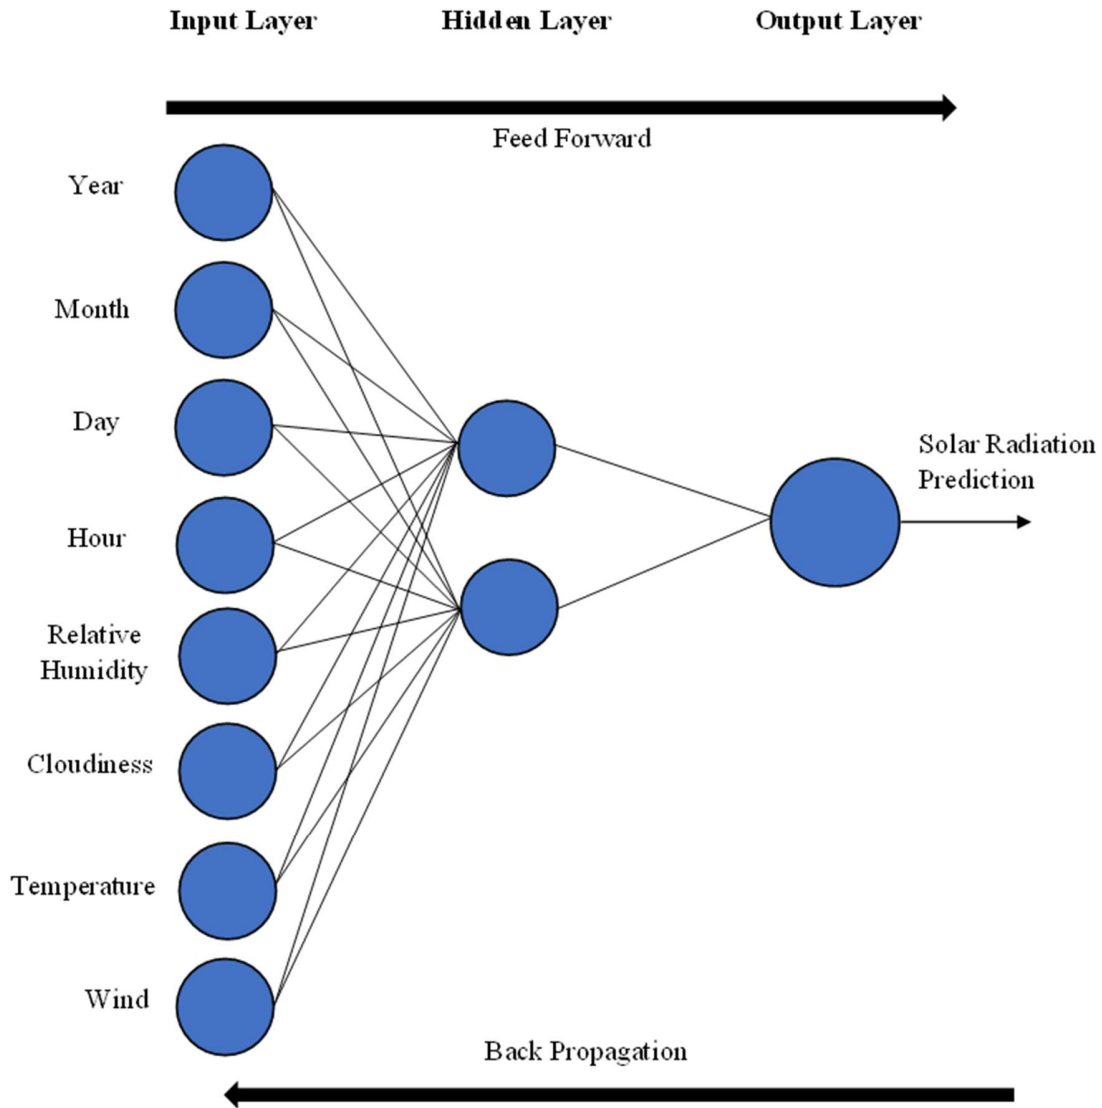 Input Layer
Hidden Layer
Output Layer
Feed Forward
Year
Month
Day
Hour
Relative
Humidity
Cloudiness
Temperature
Wind
Solar Radiation
Prediction
Back Propagation